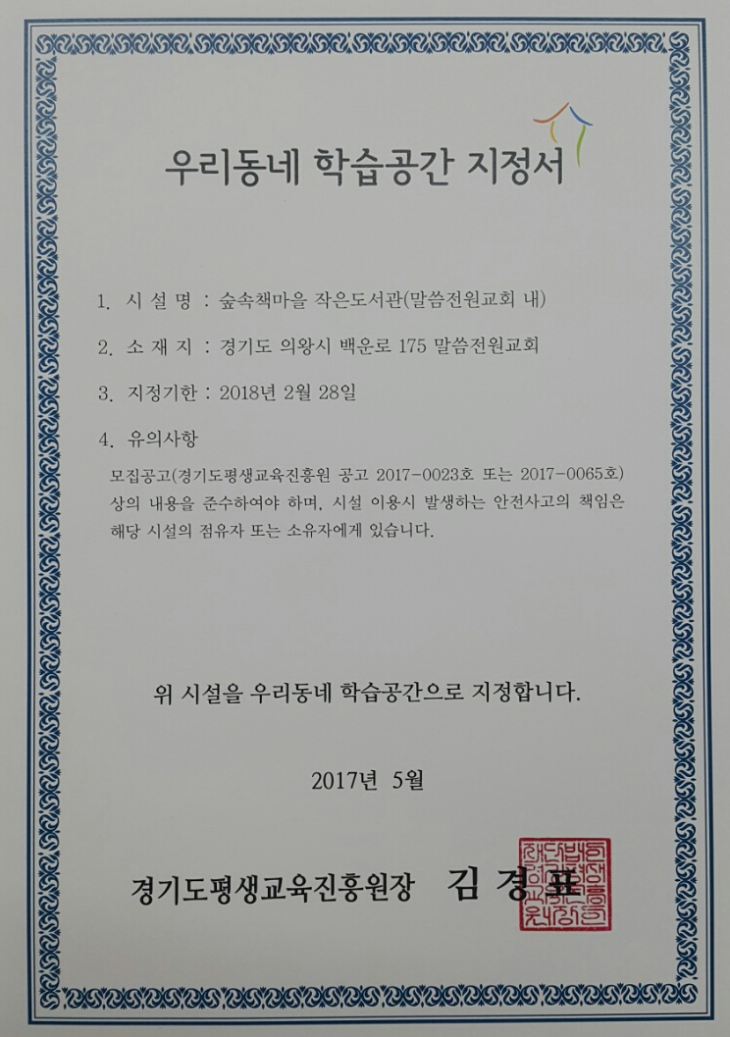 우리동네 학습공간 지정서
1. 시 설 명 : 숲속책마을 작은도서관(말씀전원교회 내)
2. 소 재 지 : 경기도 의왕시 백운로 175 말씀전원교회
3. 지정기한 : 2018년 2월 28일
4. 유의사항
모집공고(경기도평생교육진흥원 공고 2017-0023호 또는 2017-0065호)
상의 내용을 준수하여야 하며, 시설 이용시 발생하는 안전사고의 책임은
해당 시설의 점유자 또는 소유자에게 있습니다.
위 시설을 우리동네 학습공간으로 지정합니다.
2017년 5월
경기도평생교육진흥원장 김 경 표